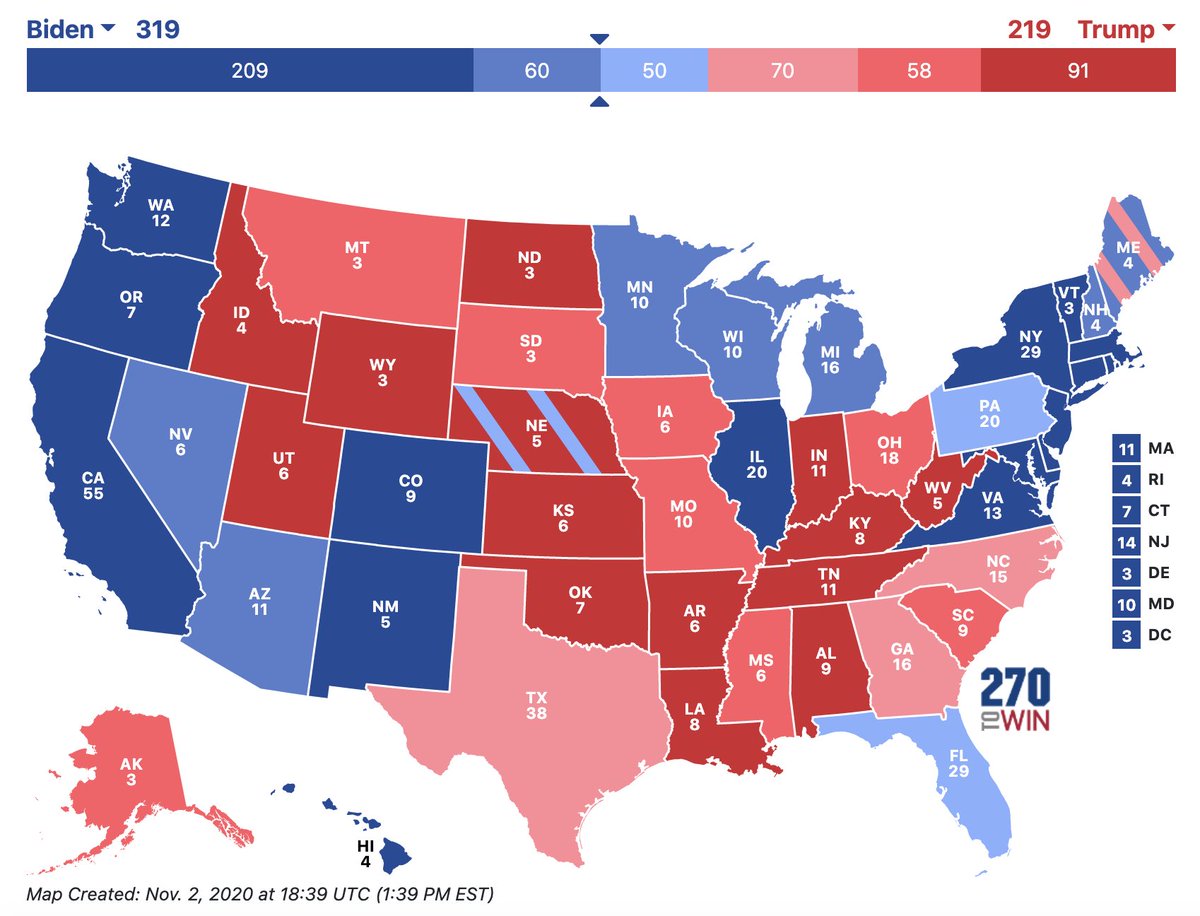 Biden 319
219 Trump
209 60 50 70 58 91
WA
12
OR
7
CA
55
NV
6
ID
4
MT
3
WY
3
UT
6
AZ
11
CO
9
NM
5
ND
3
SD
3
NE
5
KS
6
OK
7
TX
38
MN
10
IA
6
MO
10
AR
6
LA
8
WI
10
IL
20
MI
16
IN
11
OH
18
KY
8
TN
11
MS
6
AL
9
GA
16
FL
29
SC
9
NC
15
VA
13
WV
5
PA
20
NY
29
VT
3
NH
4
ME
4
AK
3
HI
4
11 MA
4 RI
7 CT
14 NJ
3 DE
10 MD
3 DC
270
TO WIN
Map Created: Nov. 2, 2020 at 18:39 UTC (1:39 PM EST)